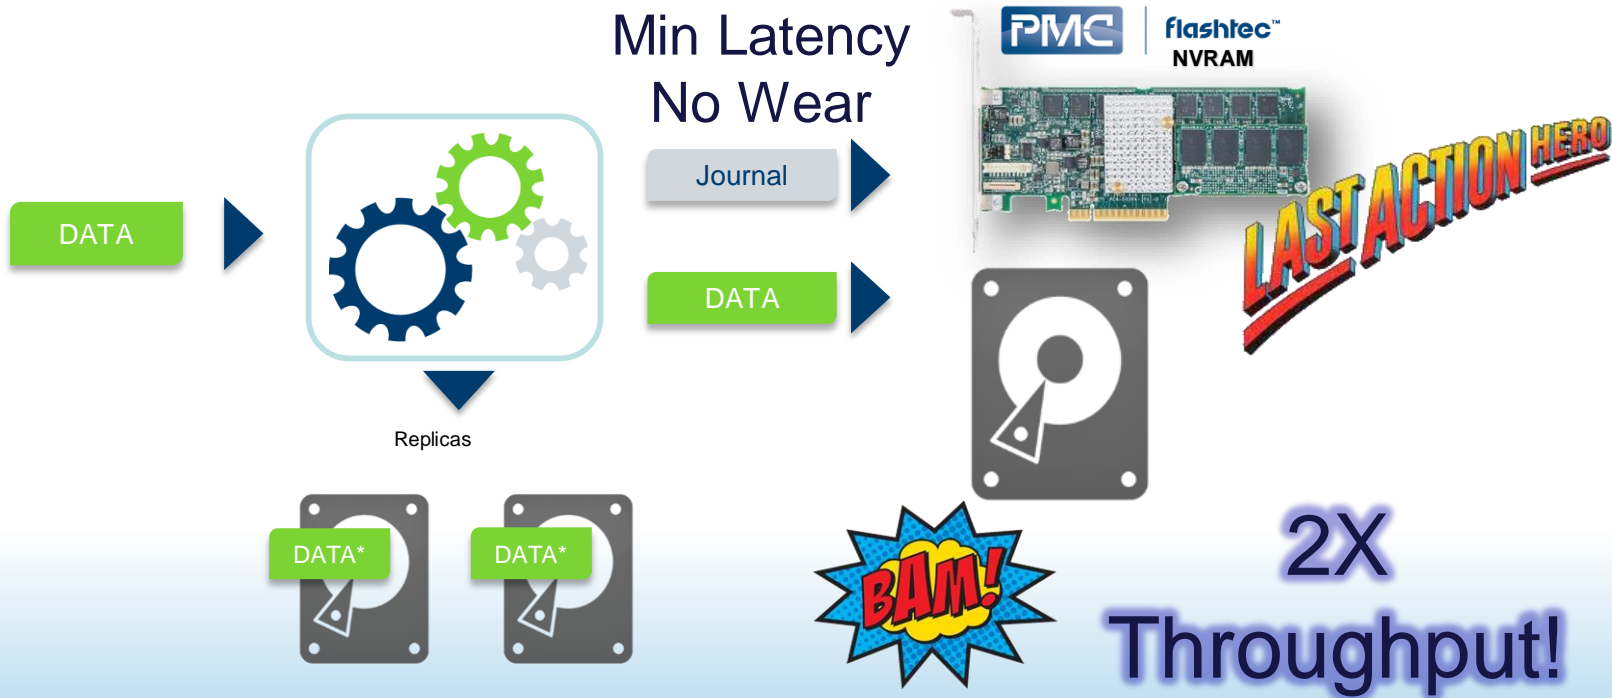 Min Latency
No Wear
PMC
flashtec™
NVRAM
LAST ACTION HERO
Journal
DATA
DATA
Replicas
DATA*
DATA*
BAM!
2X
Throughput!